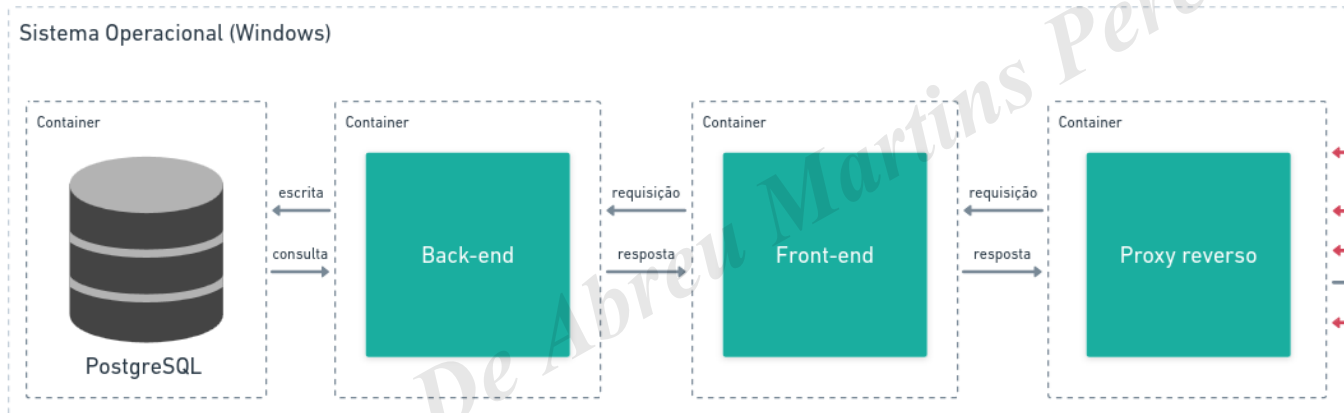 Sistema Operacional (Windows)
Container
Container
Container
Container
escrita
consulta
requisição
resposta
requisição
resposta
PostgreSQL
Back-end
Front-end
Proxy reverso
De Abreu Martins